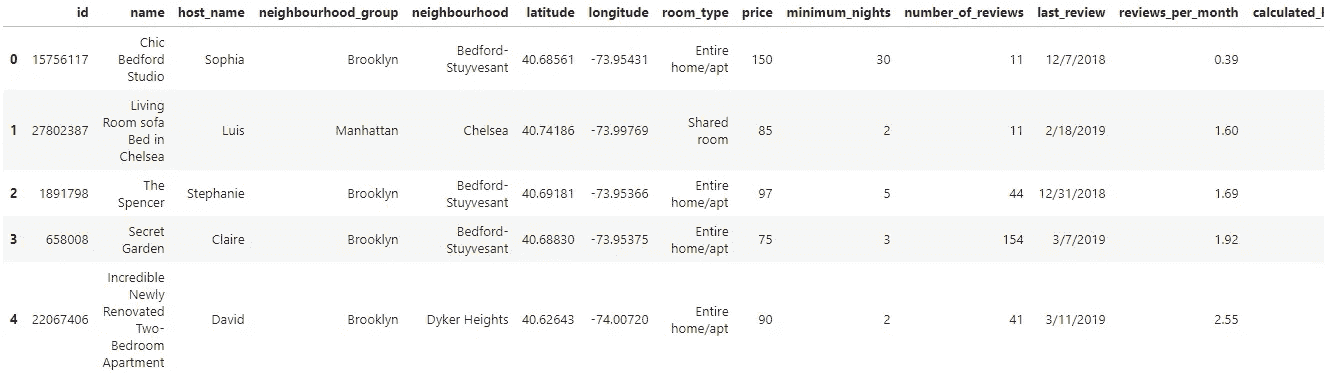 id name host_name neighbourhood_group neighbourhood latitude longitude room_type price minimum_nights number_of_reviews last_review reviews_per_month calculated_
0 15756117 Chic Bedford Studio Sophia Brooklyn Bedford-Stuyvesant 40.68561 -73.95431 Entire home/apt 150 30 11 12/7/2018 0.39
1 27802387 Living Room sofa Bed in Chelsea Luis Manhattan Chelsea 40.74186 -73.99769 Shared room 85 2 11 2/18/2019 1.60
2 1891798 The Spencer Stephanie Brooklyn Bedford-Stuyvesant 40.69181 -73.95366 Entire home/apt 97 5 44 12/31/2018 1.69
3 658008 Secret Garden Claire Brooklyn Bedford-Stuyvesant 40.68830 -73.95375 Entire home/apt 75 3 154 3/7/2019 1.92
4 22067406 Incredible Newly Renovated Two-Bedroom Apartment David Brooklyn Dyker Heights 40.62643 -74.00720 Entire home/apt 90 2 41 3/11/2019 2.55